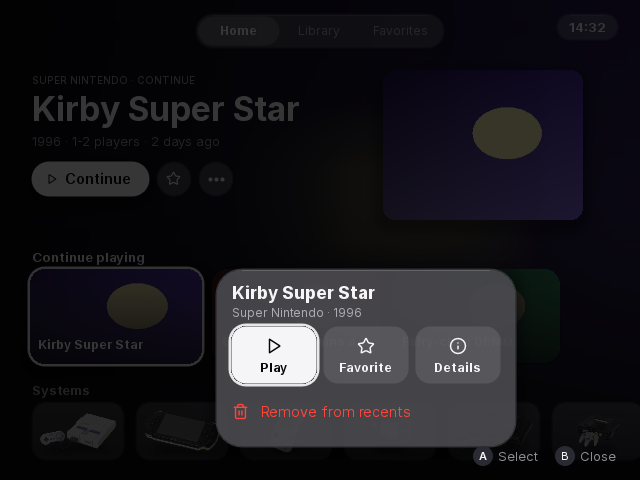 Home Library Favorites
14:32
SUPER NINTENDO · CONTINUE
Kirby Super Star
1996 1-2 players 2 days ago
Continue
Continue playing
Kirby Super Star
Kirby Super Star
Super Nintendo · 1996
Play Favorite Details
Remove from recents
Systems
A Select B Close